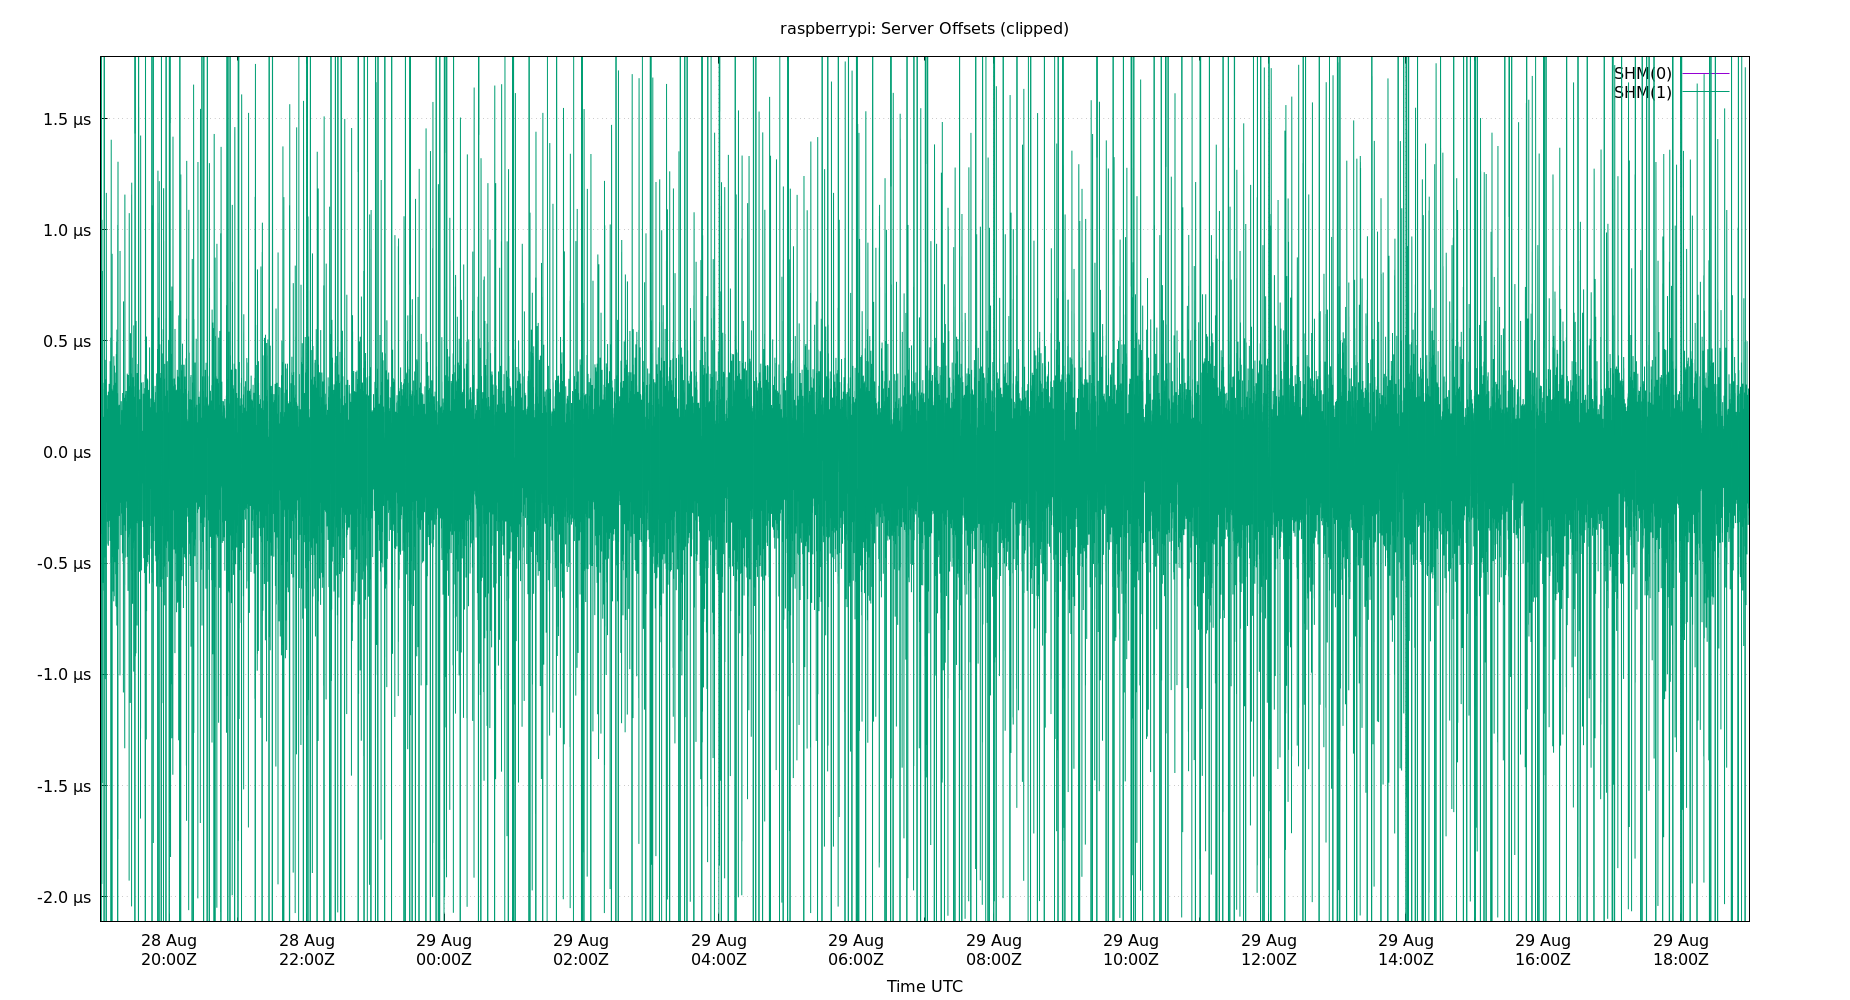 raspberrypi: Server Offsets (clipped)
SHM(0)
SHM(1)
1.5 µs
1.0 µs
0.5 µs
0.0 µs
-0.5 µs
-1.0 µs
-1.5 µs
-2.0 µs
28 Aug 28 Aug 29 Aug 29 Aug 29 Aug 29 Aug 29 Aug 29 Aug 29 Aug 29 Aug 29 Aug 29 Aug
20:00Z 22:00Z 00:00Z 02:00Z 04:00Z 06:00Z 08:00Z 10:00Z 12:00Z 14:00Z 16:00Z 18:00Z
Time UTC